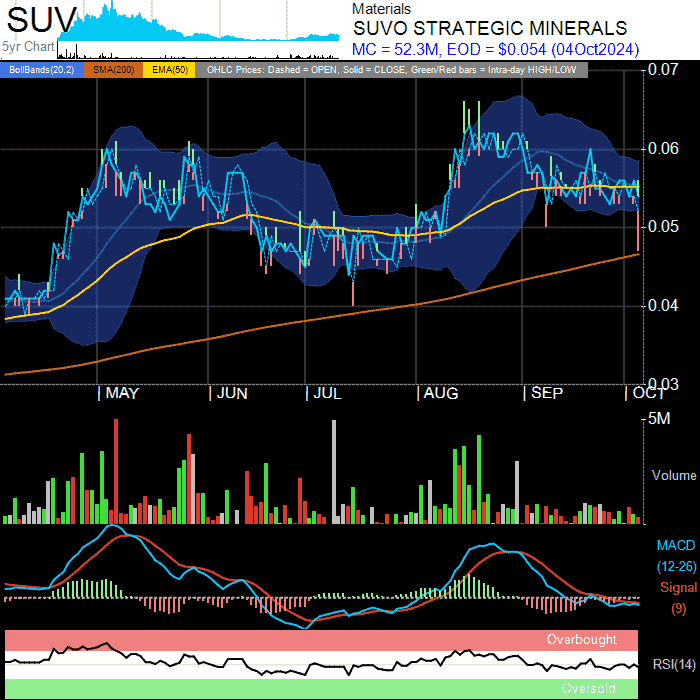 SUV
Materials
SUVO STRATEGIC MINERALS
5yr Chart
MC = 52.3M, EOD = $0.054 (04Oct2024)
BollBands(20,2) SMA(200) EMA(50) OHLC Prices: Dashed = OPEN, Solid = CLOSE, Green/Red bars = Intra-day HIGH/LOW
0.07
0.06
0.05
0.04
0.03
MAY JUN JUL AUG SEP OCT
5M
Volume
MACD
(12-26)
Signal
(9)
Overbought
RSI(14)
Oversold